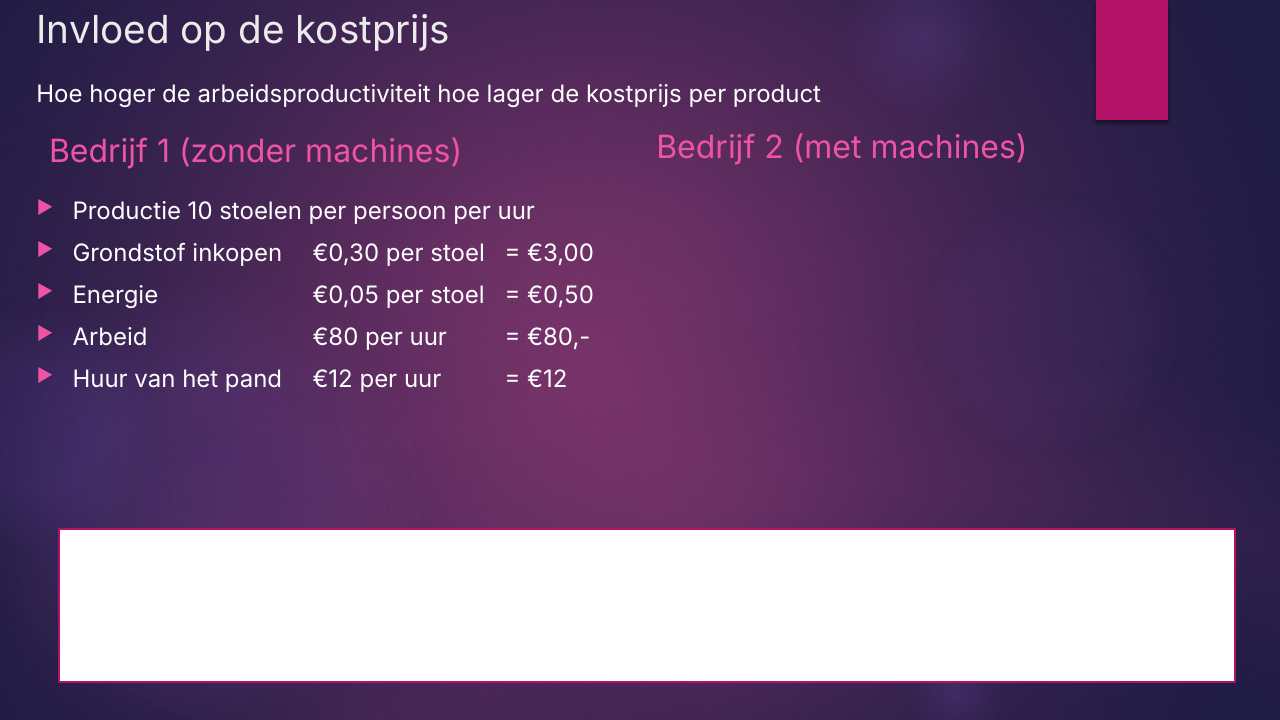 Invloed op de kostprijs
Hoe hoger de arbeidsproductiviteit hoe lager de kostprijs per product
Bedrijf 1 (zonder machines)
Productie 10 stoelen per persoon per uur
Grondstof inkopen €0,30 per stoel = €3,00
Energie €0,05 per stoel = €0,50
Arbeid €80 per uur = €80,-
Huur van het pand €12 per uur = €12
Bedrijf 2 (met machines)